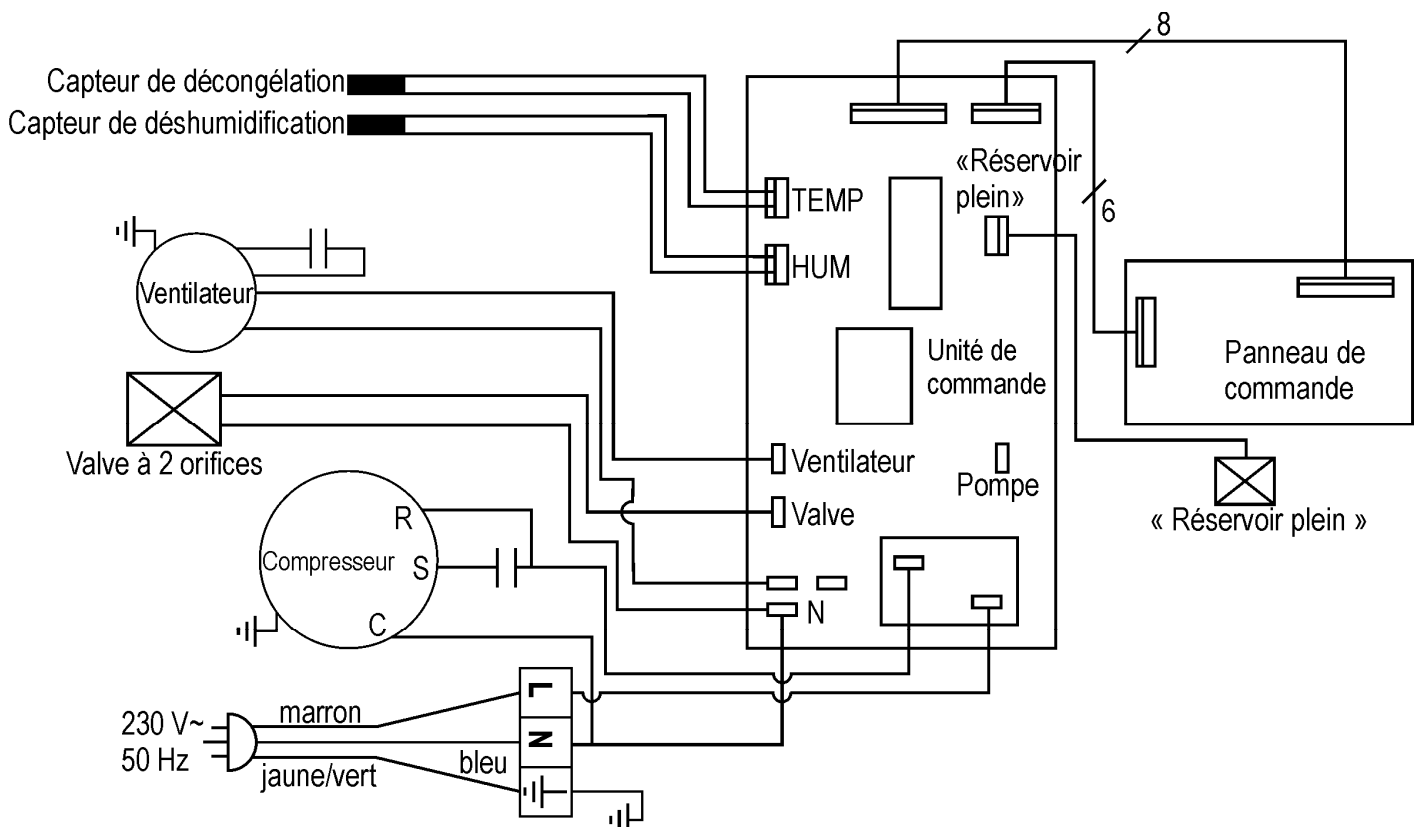 8
Capteur de décongélation
Capteur de déshumidification
«Réservoir
plein»
TEMP
6
HUM
Ventilateur
Unité de
commande
Panneau de
commande
Valve à 2 orifices
Ventilateur
Pompe
Valve
« Réservoir plein »
R
Compresseur
S
C
N
L
marron
230 V~
50 Hz
N
bleu
jaune/vert